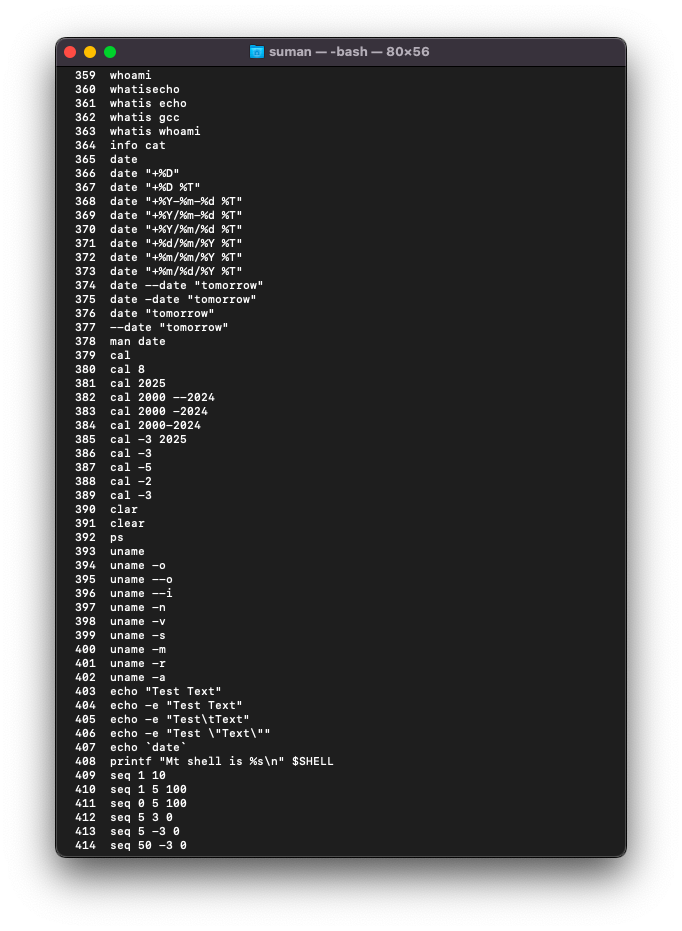 suman — -bash — 80×56
359 whoami
360 whatisecho
361 whatis echo
362 whatis gcc
363 whatis whoami
364 info cat
365 date
366 date "+%D"
367 date "+%D %T"
368 date "+%Y-%m-%d %T"
369 date "+%Y/%m-%d %T"
370 date "+%Y/%m/%d %T"
371 date "+%d/%m/%Y %T"
372 date "+%m/%m/%Y %T"
373 date "+%m/%d/%Y %T"
374 date --date "tomorrow"
375 date -date "tomorrow"
376 date "tomorrow"
377 --date "tomorrow"
378 man date
379 cal
380 cal 8
381 cal 2025
382 cal 2000 --2024
383 cal 2000 -2024
384 cal 2000-2024
385 cal -3 2025
386 cal -3
387 cal -5
388 cal -2
389 cal -3
390 clar
391 clear
392 ps
393 uname
394 uname -o
395 uname --o
396 uname --i
397 uname -n
398 uname -v
399 uname -s
400 uname -m
401 uname -r
402 uname -a
403 echo "Test Text"
404 echo -e "Test Text"
405 echo -e "Test\tText"
406 echo -e "Test \"Text\""
407 echo `date`
408 printf "Mt shell is %s\n" $SHELL
409 seq 1 10
410 seq 1 5 100
411 seq 0 5 100
412 seq 5 3 0
413 seq 5 -3 0
414 seq 50 -3 0